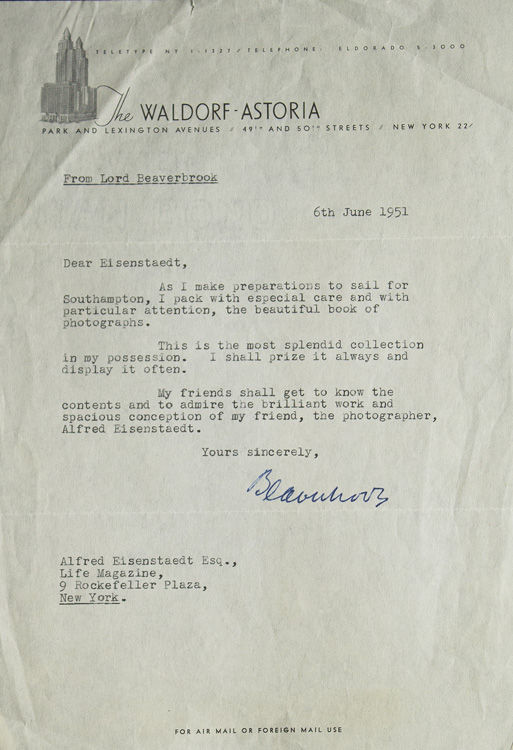 TELETYPE NY 1-1327 / TELEPHONE: ELDORADO 5-3000
The WALDORF-ASTORIA
PARK AND LEXINGTON AVENUES // 49TH AND 50TH STREETS // NEW YORK 22/
From Lord Beaverbrook
6th June 1951
Dear Eisenstaedt,
As I make preparations to sail for
Southampton, I pack with especial care and with
particular attention, the beautiful book of
photographs.
This is the most splendid collection
in my possession. I shall prize it always and
display it often.
My friends shall get to know the
contents and to admire the brilliant work and
spacious conception of my friend, the photographer,
Alfred Eisenstaedt.
Yours sincerely,
Beaverbrook
Alfred Eisenstaedt Esq.,
Life Magazine,
9 Rockefeller Plaza,
New York.
FOR AIR MAIL OR FOREIGN MAIL USE